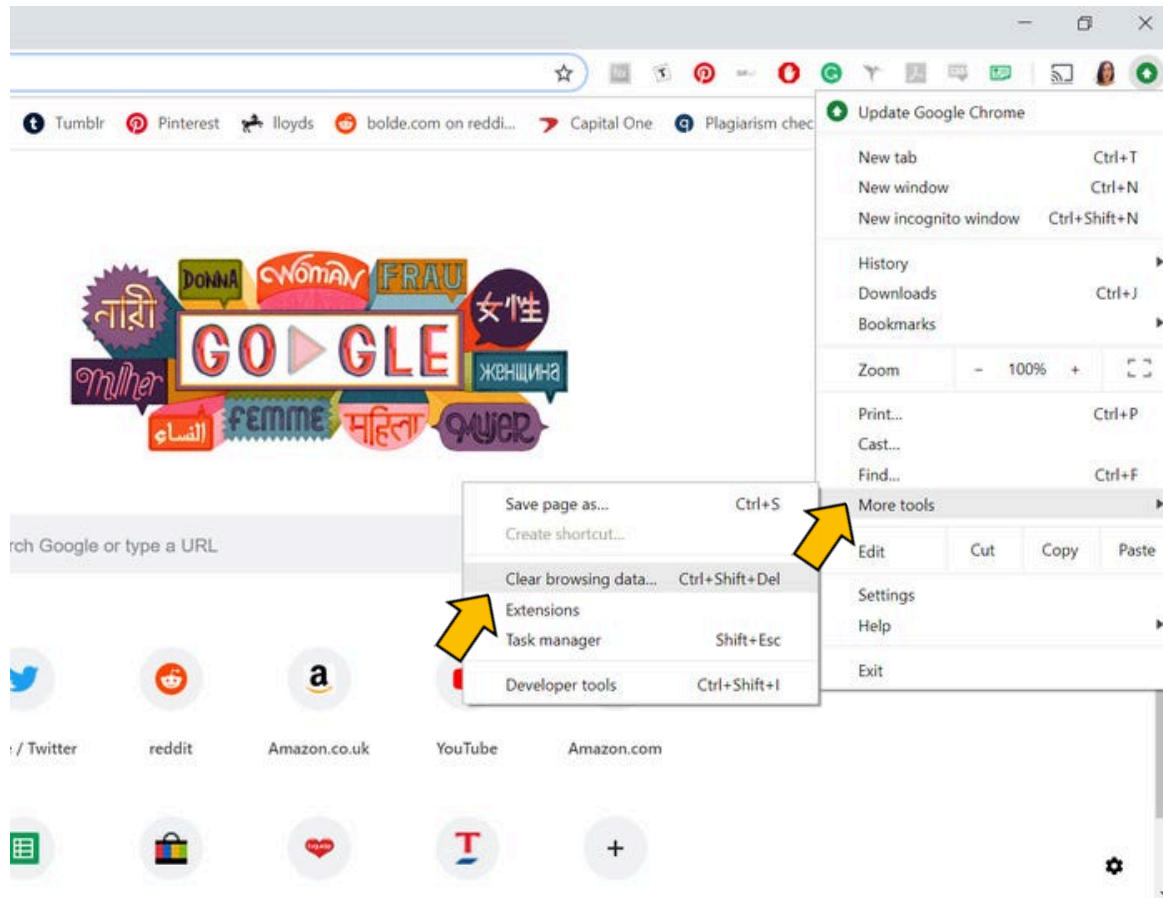 Tumblr
Pinterest
lloyds
bolde.com on reddi...
Capital One
Plagiarism chec
Update Google Chrome
New tab Ctrl+T
New window Ctrl+N
New incognito window Ctrl+Shift+N
History
Downloads Ctrl+J
Bookmarks
Zoom - 100% +
Print... Ctrl+P
Cast...
Find... Ctrl+F
More tools
Edit Cut Copy Paste
Settings
Help
Exit
Save page as... Ctrl+S
Create shortcut...
Clear browsing data... Ctrl+Shift+Del
Extensions
Task manager Shift+Esc
Developer tools Ctrl+Shift+I
নারী
DONNA
WOMAN
FRAU
女性
GO GLE
Mulher
женщина
النساء
FEMME
महिला
MUJER
rch Google or type a URL
/ Twitter
reddit
Amazon.co.uk
YouTube
Amazon.com